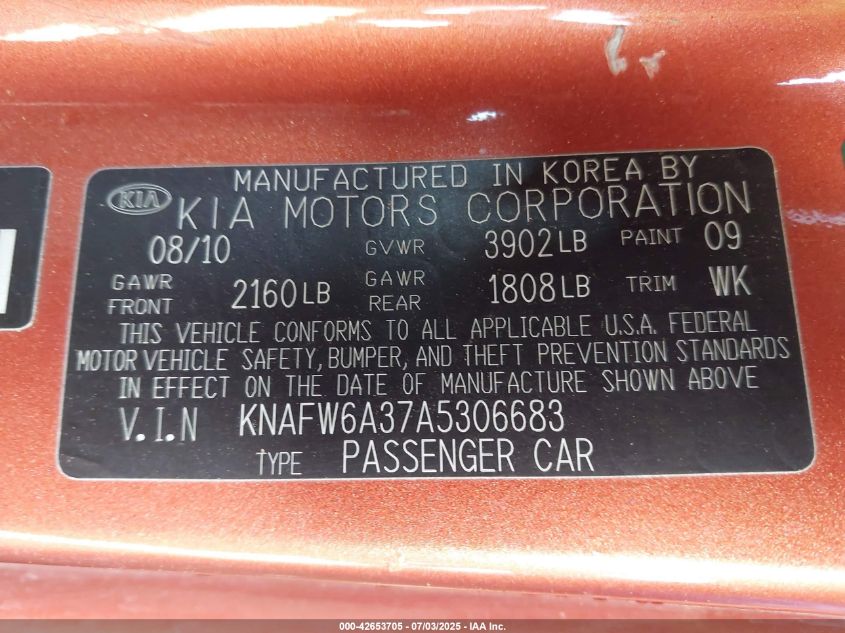 MANUFACTURED IN KOREA BY
KIA KIA MOTORS CORPORATION
08/10 GVWR 3902LB PAINT 09
GAWR FRONT 2160LB GAWR REAR 1808LB TRIM WK
THIS VEHICLE CONFORMS TO ALL APPLICABLE U.S.A. FEDERAL
MOTOR VEHICLE SAFETY, BUMPER, AND THEFT PREVENTION STANDARDS
IN EFFECT ON THE DATE OF MANUFACTURE SHOWN ABOVE
V.I.N KNAFW6A37A5306683
TYPE PASSENGER CAR
000-42653705 - 07/03/2025 - IAA Inc.